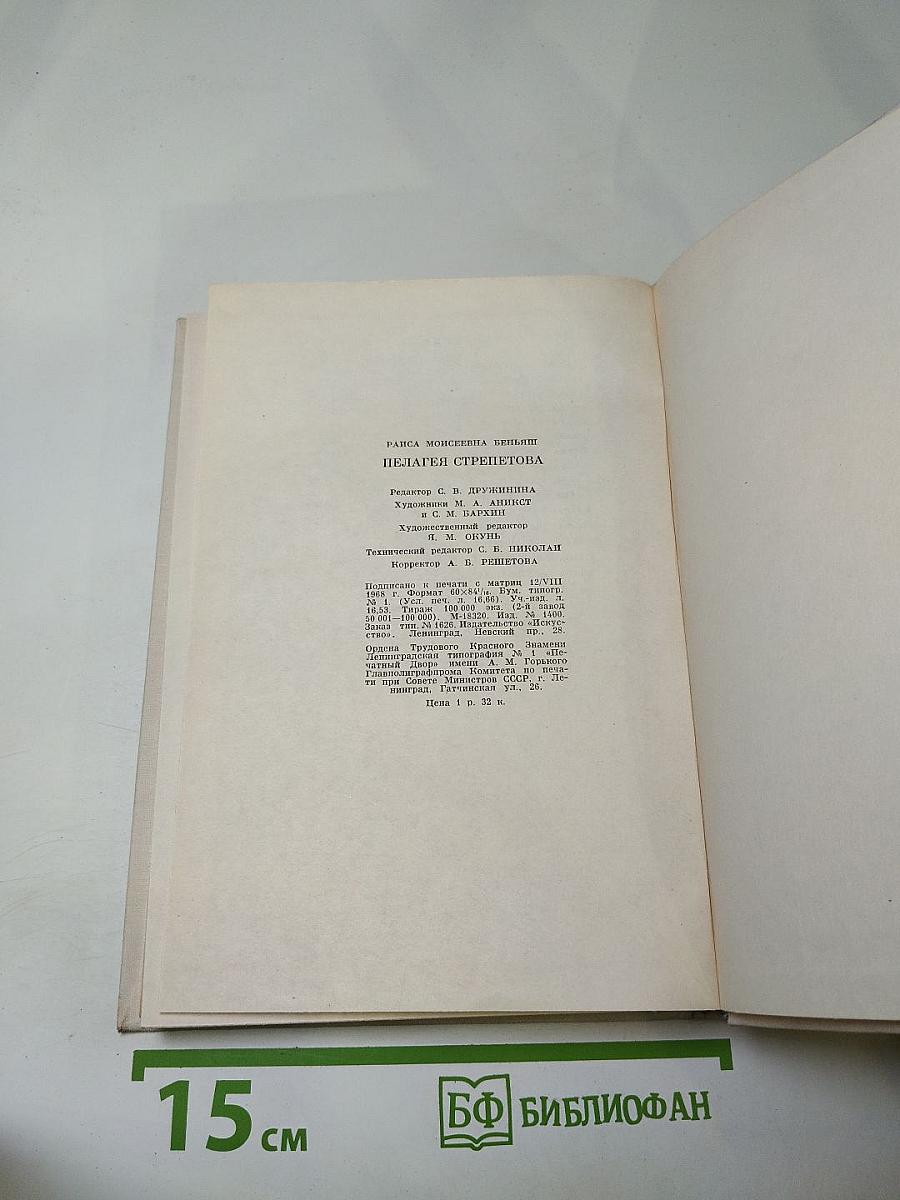 РАИСА МОИСЕЕВНА БЕНЬЯШ
ПЕЛАГЕЯ СТРЕПЕТОВА
Редактор С. В. ДРУЖИНИНА
Художники М. А. АНИКСТ
и С. М. БАРХИН
Художественный редактор
Я. М. ОКУНЬ
Технический редактор С. Б. НИКОЛАИ
Корректор А. Б. РЕШЕТОВА
Подписано к печати с матриц 12/VIII
1968 г. Формат 60×84¹/₁₆. Бум. типогр.
№ 1. (Усл. печ. л. 16,66). Уч.-изд. л.
16,53. Тираж 100 000 экз. (2-й завод
50 001—100 000). М-18320. Изд. № 1400.
Заказ тип. № 1626. Издательство «Искус-
ство». Ленинград, Невский пр., 28.
Ордена Трудового Красного Знамени
Ленинградская типография № 1 «Пе-
чатный Двор» имени А. М. Горького
Главполиграфпрома Комитета по печа-
ти при Совете Министров СССР, г. Ле-
нинград, Гатчинская ул., 26.
Цена 1 р. 32 к.
15 см
БФ БИБЛИОФАН